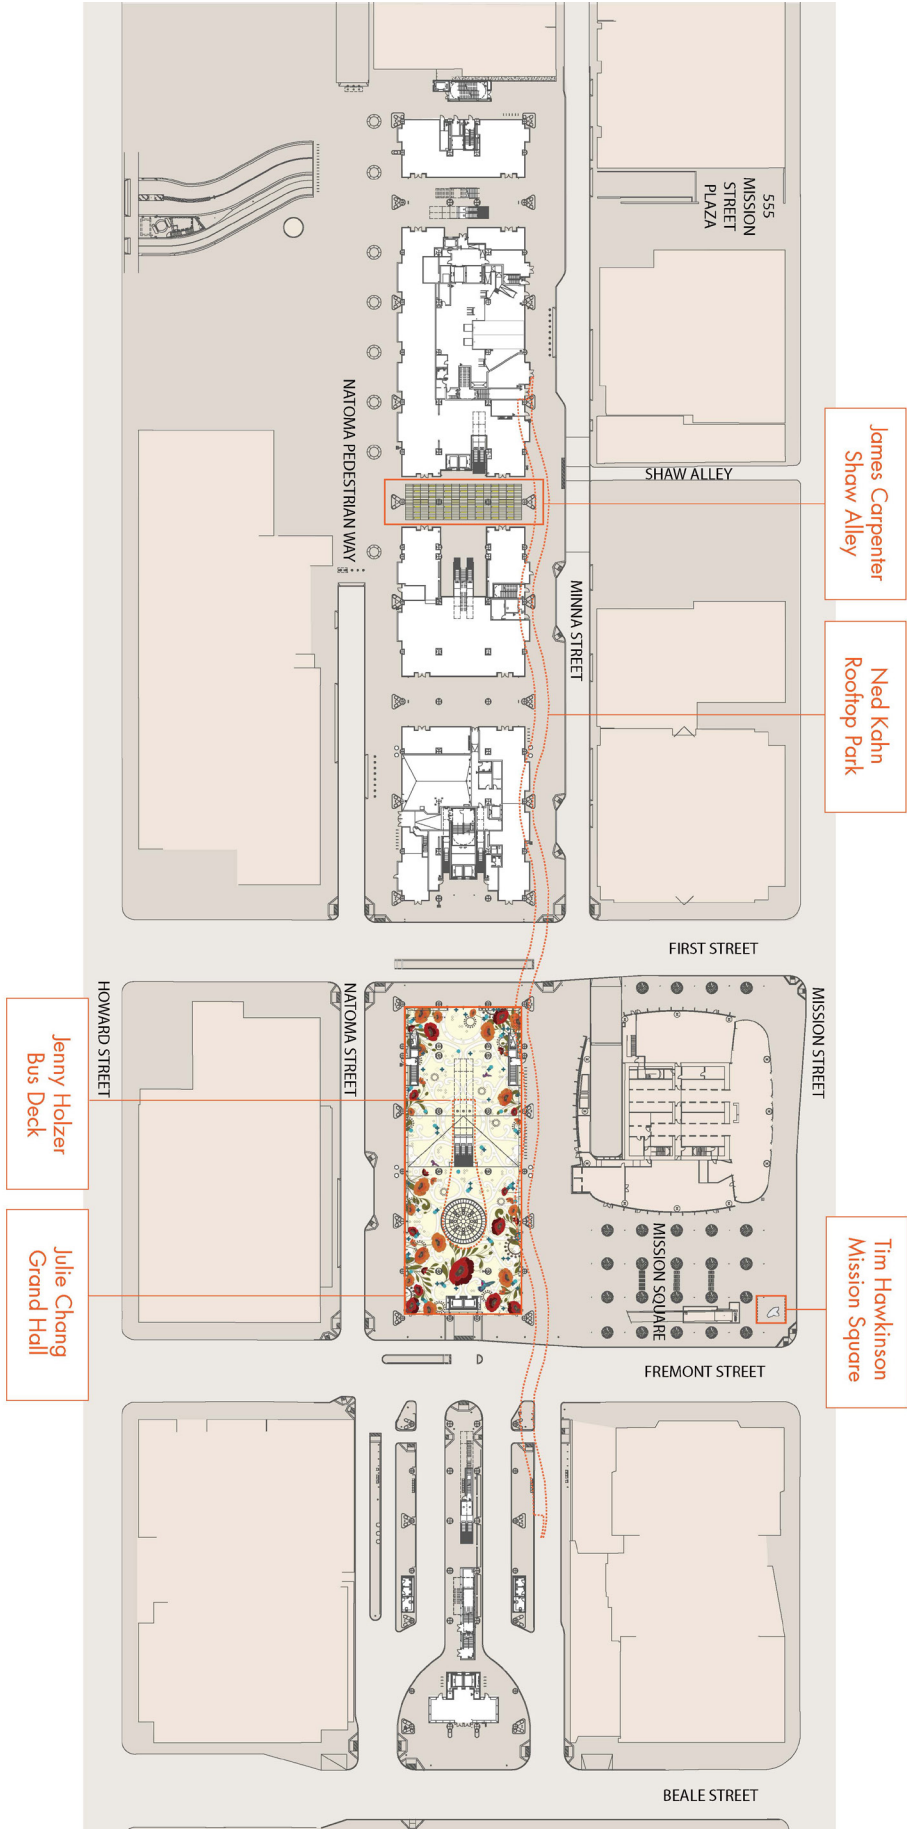 555
MISSION
STREET
PLAZA
NATOMA PEDESTRIAN WAY
SHAW ALLEY
James Carpenter
Shaw Alley
MINNA STREET
Ned Kahn
Rooftop Park
FIRST STREET
HOWARD STREET
NATOMA STREET
MISSION STREET
Jenny Holzer
Bus Deck
Julie Chang
Grand Hall
MISSION SQUARE
Tim Hawkinson
Mission Square
FREMONT STREET
BEALE STREET